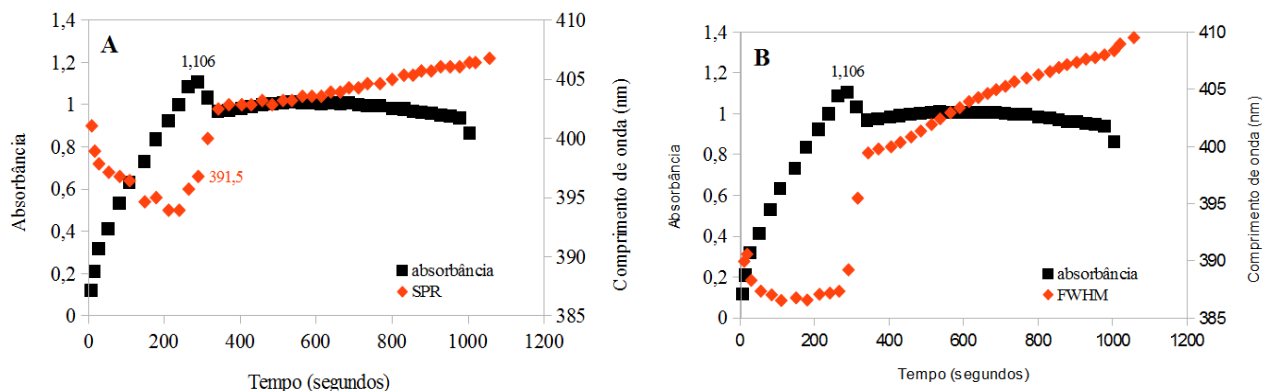 A
Absorbância
1,4
1,2
1
0,8
0,6
0,4
0,2
0
410
405
400
395
390
385
Comprimento de onda (nm)
1,106
391,5
absorbância
SPR
0 200 400 600 800 1000 1200
Tempo (segundos)
B
Absorbância
1,4
1,2
1
0,8
0,6
0,4
0,2
0
410
405
400
395
390
385
Comprimento de onda (nm)
1,106
absorbância
FWHM
0 200 400 600 800 1000 1200
Tempo (segundos)